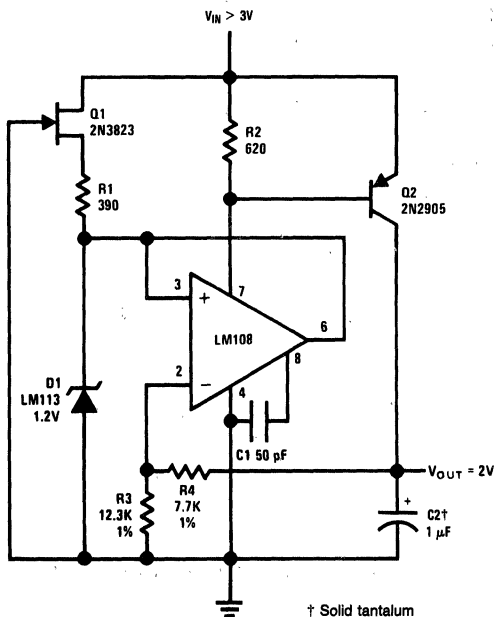 V_IN > 3V
Q1
2N3823
R2
620
R1
390
Q2
2N2905
3
+
7
LM108
6
2
−
8
4
D1
LM113
1.2V
C1 50 pF
R4
7.7K
1%
R3
12.3K
1%
V_OUT = 2V
+
C2†
1 μF
† Solid tantalum